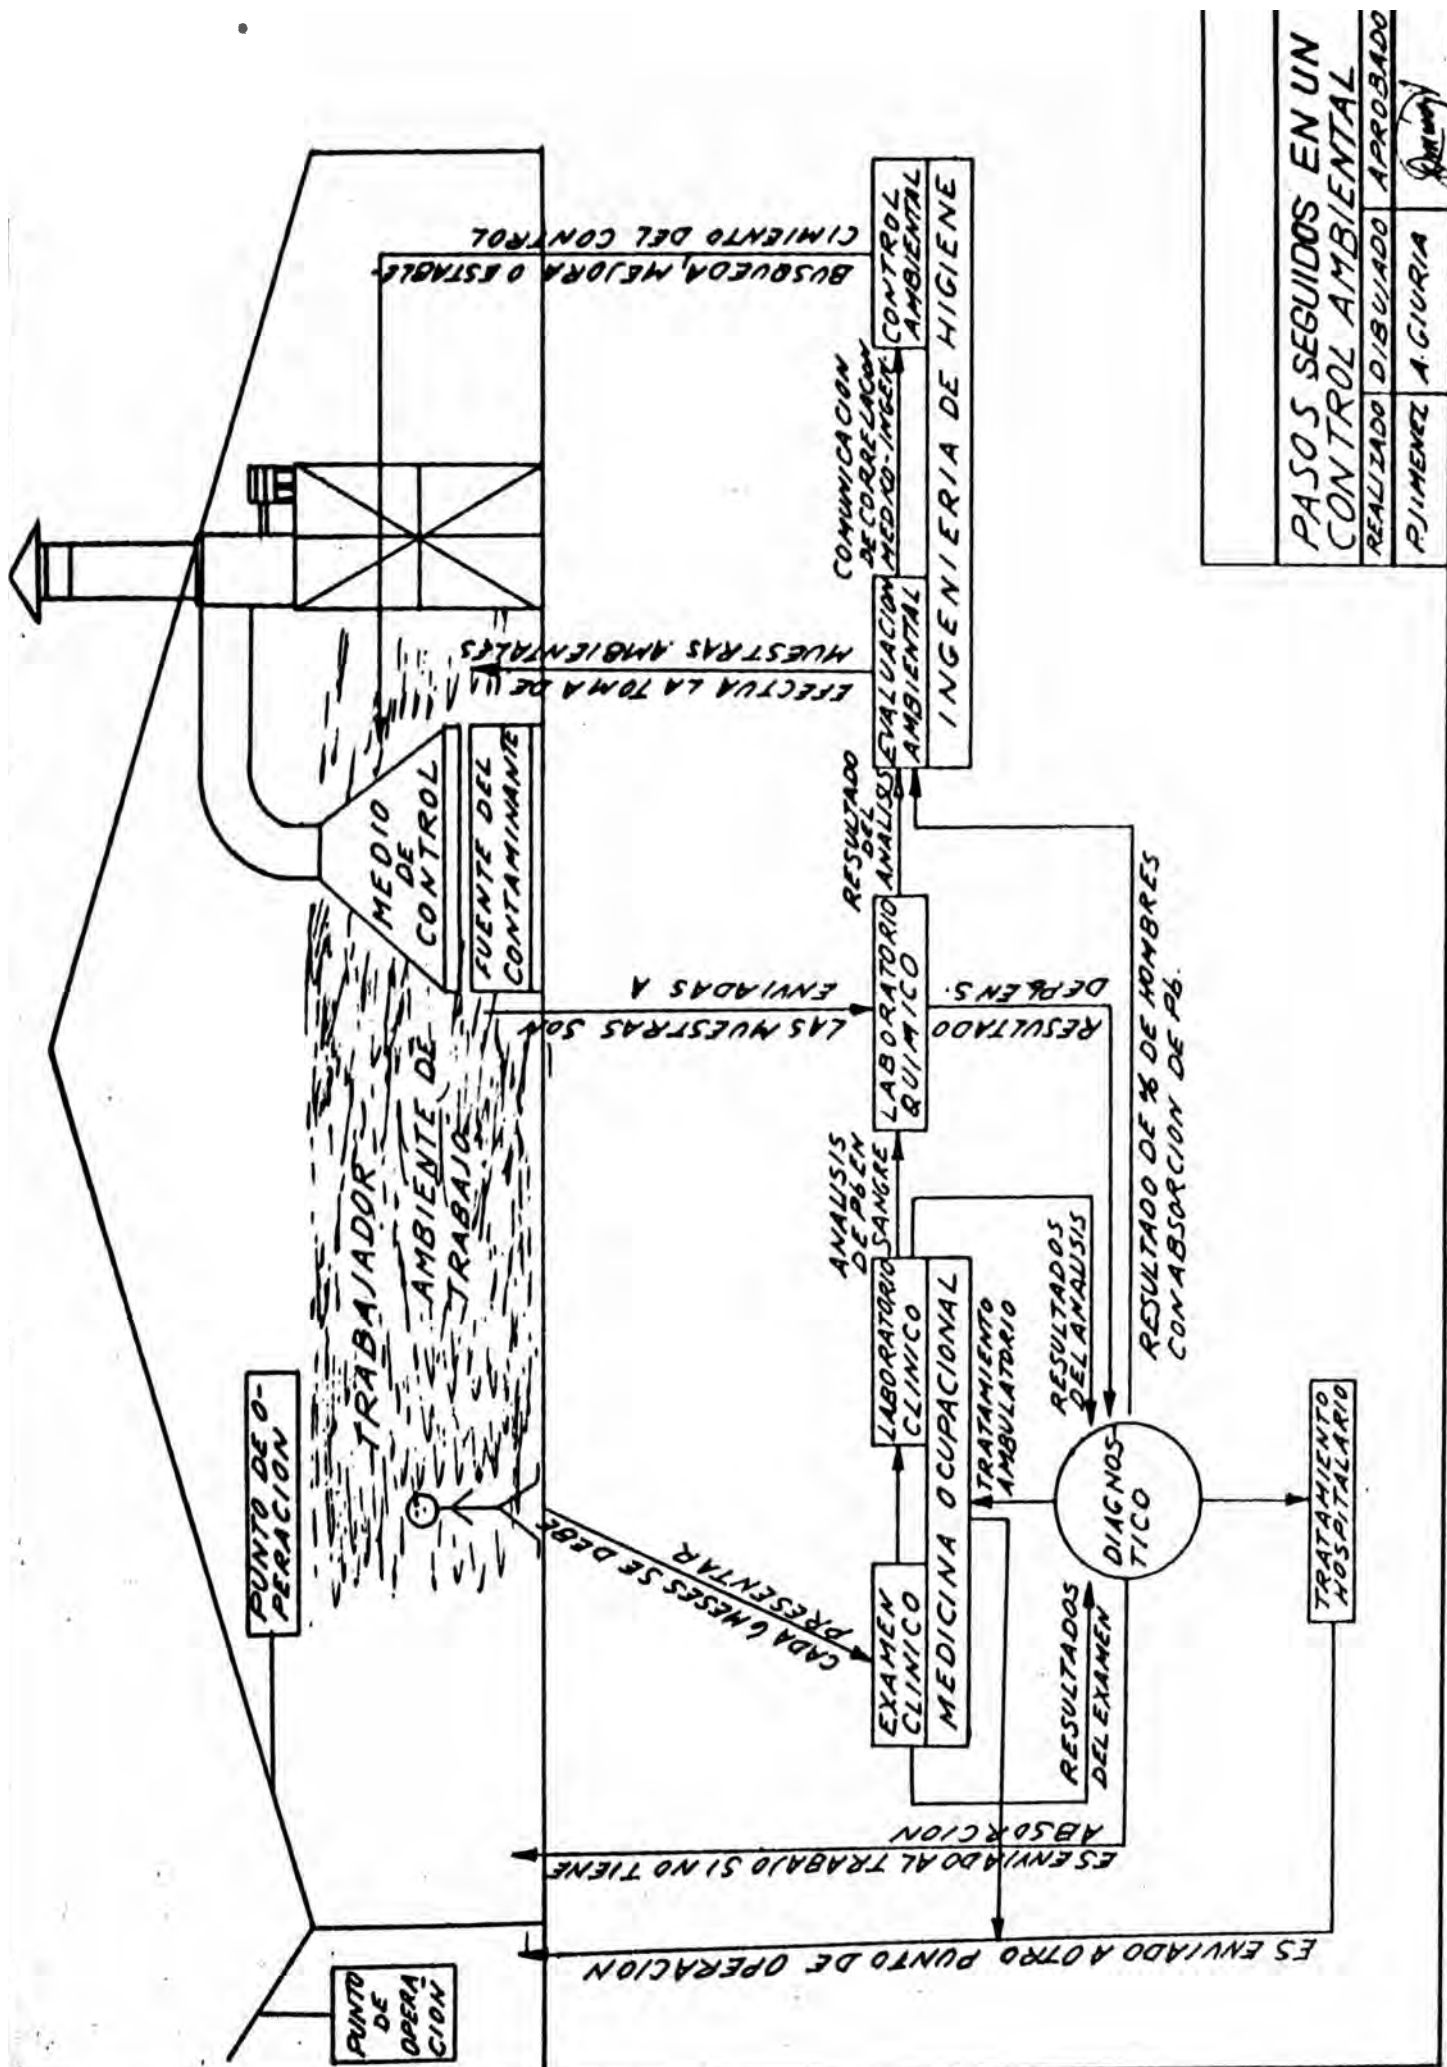 PUNTO
DE
OPERA-
CION
PUNTO DE O-
PERACION
TRABAJADOR
AMBIENTE DE
TRABAJO
MEDIO
DE
CONTROL
FUENTE DEL
CONTAMINANTE
CADA 6 MESES SE DEBE
PRESENTAR
LAS MUESTRAS SON
ENVIADAS A
EFECTUA LA TOMA DE
MUESTRAS AMBIENTALES
BUSQUEDA, MEJORA O ESTABLE-
CIMIENTO DEL CONTROL
EXAMEN
CLINICO
LABORATORIO
CLINICO
MEDICINA OCUPACIONAL
ANALISIS
DE Pb EN
SANGRE
LABORATORIO
QUIMICO
RESULTADO
DEL
ANALISIS
EVALUACION
AMBIENTAL
COMUNICACION
DE CORRELACION
MEDICO-INGEN.
CONTROL
AMBIENTAL
INGENIERIA DE HIGIENE
ES ENVIADO A OTRO PUNTO DE OPERACION
ES ENVIADO AL TRABAJO SI NO TIENE
ABSORCION
RESULTADOS
DEL EXAMEN
TRATAMIENTO
AMBULATORIO
RESULTADOS
DEL ANALISIS
RESULTADO
DE Pb EN S.
DIAGNOS
TICO
RESULTADO DE % DE HOMBRES
CON ABSORCION DE Pb.
TRATAMIENTO
HOSPITALARIO
PASOS SEGUIDOS EN UN
CONTROL AMBIENTAL
REALIZADO DIBUJADO APROBADO
P. JIMENEZ A. GIURIA